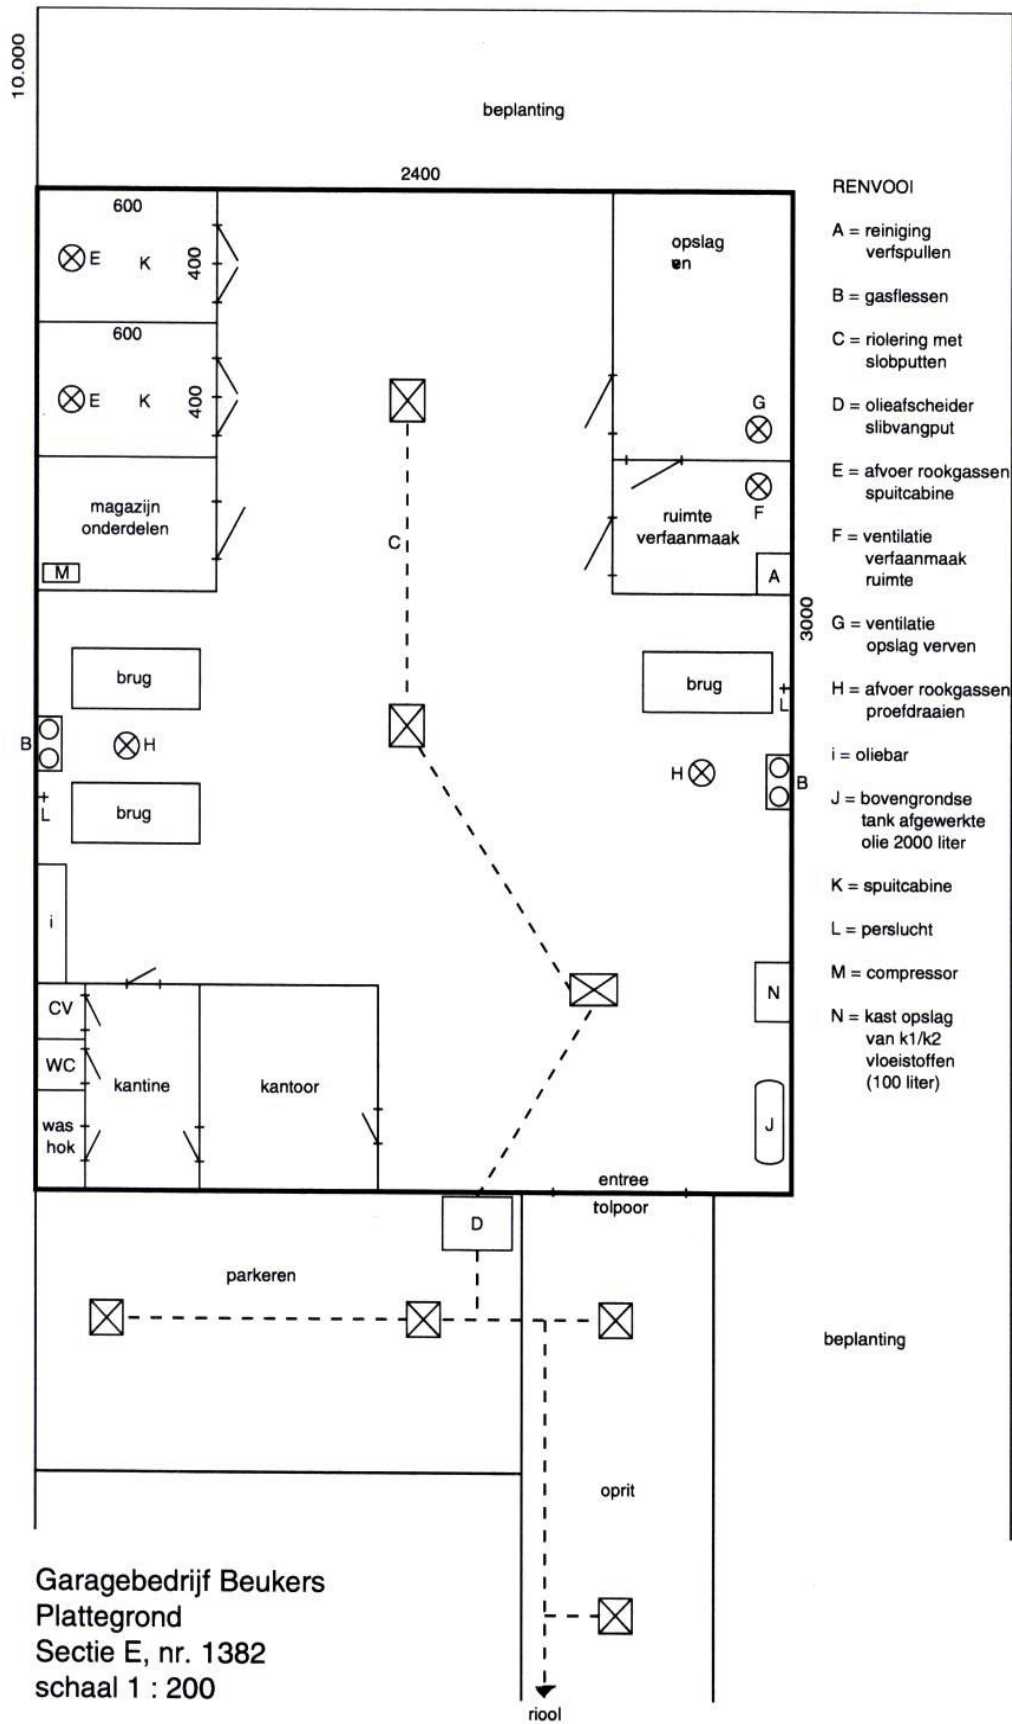 10.000
beplanting
2400
600
E
K
400
600
E
K
400
magazijn
onderdelen
M
opslag
G
F
ruimte
verfaanmaak
A
C
3000
brug
brug
B
H
H
B
L
brug
L
i
CV
WC
was
hok
kantine
kantoor
N
J
entree
tolpoor
D
parkeren
beplanting
oprit
riool
RENVOOI
A = reiniging
verfspullen
B = gasflessen
C = riolering met
slobputten
D = olieafscheider
slibvangput
E = afvoer rookgassen
spuitcabine
F = ventilatie
verfaanmaak
ruimte
G = ventilatie
opslag verven
H = afvoer rookgassen
proefdraaien
i = oliebar
J = bovengrondse
tank afgewerkte
olie 2000 liter
K = spuitcabine
L = perslucht
M = compressor
N = kast opslag
van k1/k2
vloeistoffen
(100 liter)
Garagebedrijf Beukers
Plattegrond
Sectie E, nr. 1382
schaal 1 : 200